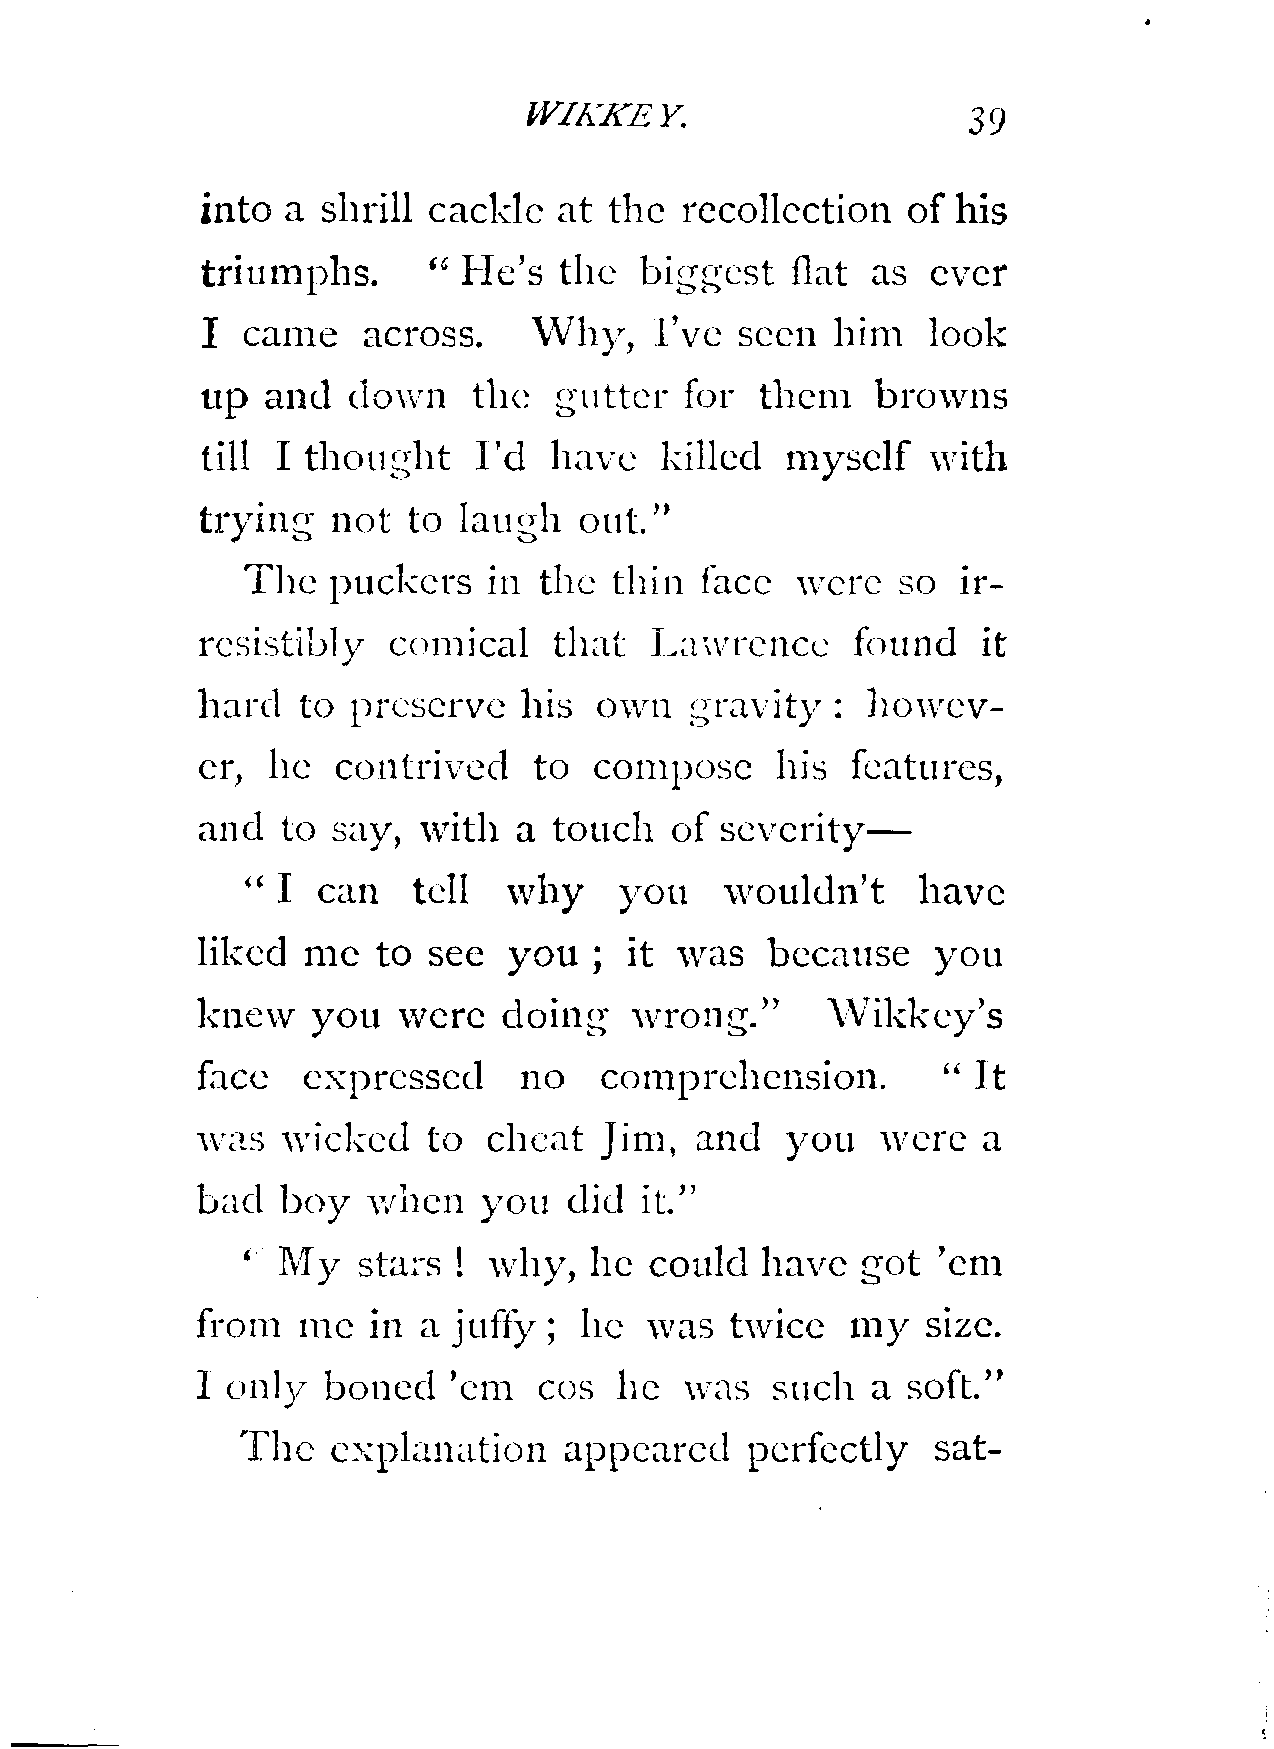 WIKKEY. 39
into a shrill cackle at the recollection of his
triumphs. “ He’s the biggest flat as ever
I came across. Why, I’ve seen him look
up and down the gutter for them browns
till I thought I’d have killed myself with
trying not to laugh out.”
The puckers in the thin face were so ir-
resistibly comical that Lawrence found it
hard to preserve his own gravity : howev-
er, he contrived to compose his features,
and to say, with a touch of severity—
“ I can tell why you wouldn’t have
liked me to see you ; it was because you
knew you were doing wrong.” Wikkey’s
face expressed no comprehension. “ It
was wicked to cheat Jim, and you were a
bad boy when you did it.”
‘ My stars ! why, he could have got ’em
from me in a juffy ; he was twice my size.
I only boned ’em cos he was such a soft.”
The explanation appeared perfectly sat-